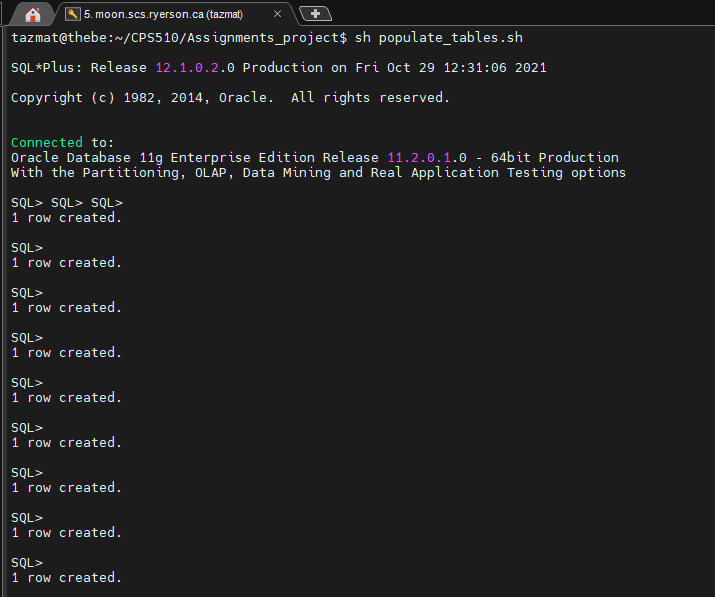 5. moon.scs.ryerson.ca (tazmat)
tazmat@thebe:~/CPS510/Assignments_project$ sh populate_tables.sh
SQL*Plus: Release 12.1.0.2.0 Production on Fri Oct 29 12:31:06 2021
Copyright (c) 1982, 2014, Oracle.  All rights reserved.
Connected to:
Oracle Database 11g Enterprise Edition Release 11.2.0.1.0 - 64bit Production
With the Partitioning, OLAP, Data Mining and Real Application Testing options
SQL> SQL> SQL>
1 row created.
SQL>
1 row created.
SQL>
1 row created.
SQL>
1 row created.
SQL>
1 row created.
SQL>
1 row created.
SQL>
1 row created.
SQL>
1 row created.
SQL>
1 row created.